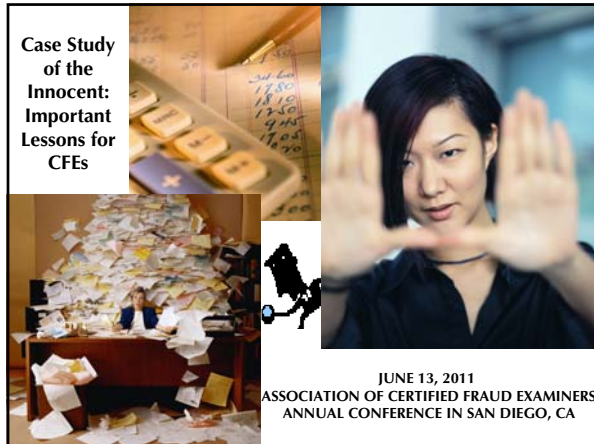 Case Study
of the
Innocent:
Important
Lessons for
CFEs
JUNE 13, 2011
ASSOCIATION OF CERTIFIED FRAUD EXAMINERS
ANNUAL CONFERENCE IN SAN DIEGO, CA